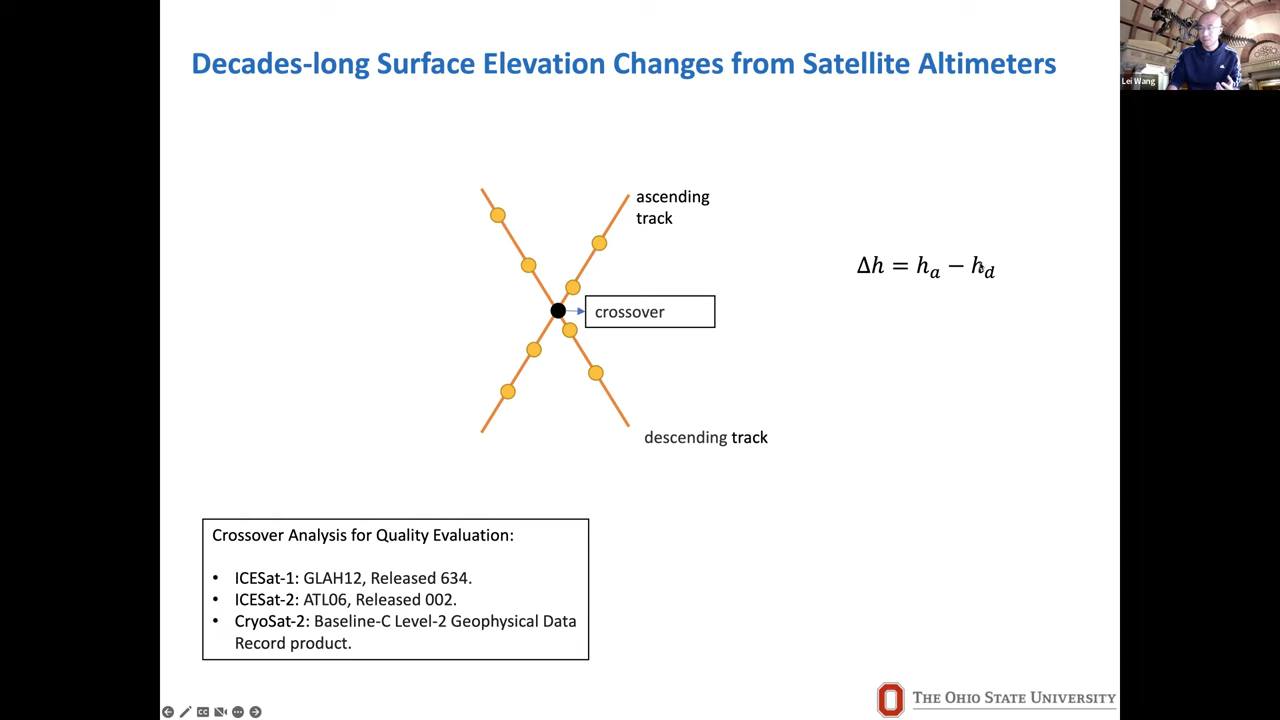 Decades-long Surface Elevation Changes from Satellite Altimeters
Lei Wang
ascending
track
Δh = hₐ − h_d
crossover
descending track
Crossover Analysis for Quality Evaluation:
• ICESat-1: GLAH12, Released 634.
• ICESat-2: ATL06, Released 002.
• CryoSat-2: Baseline-C Level-2 Geophysical Data
Record product.
THE OHIO STATE UNIVERSITY
CC